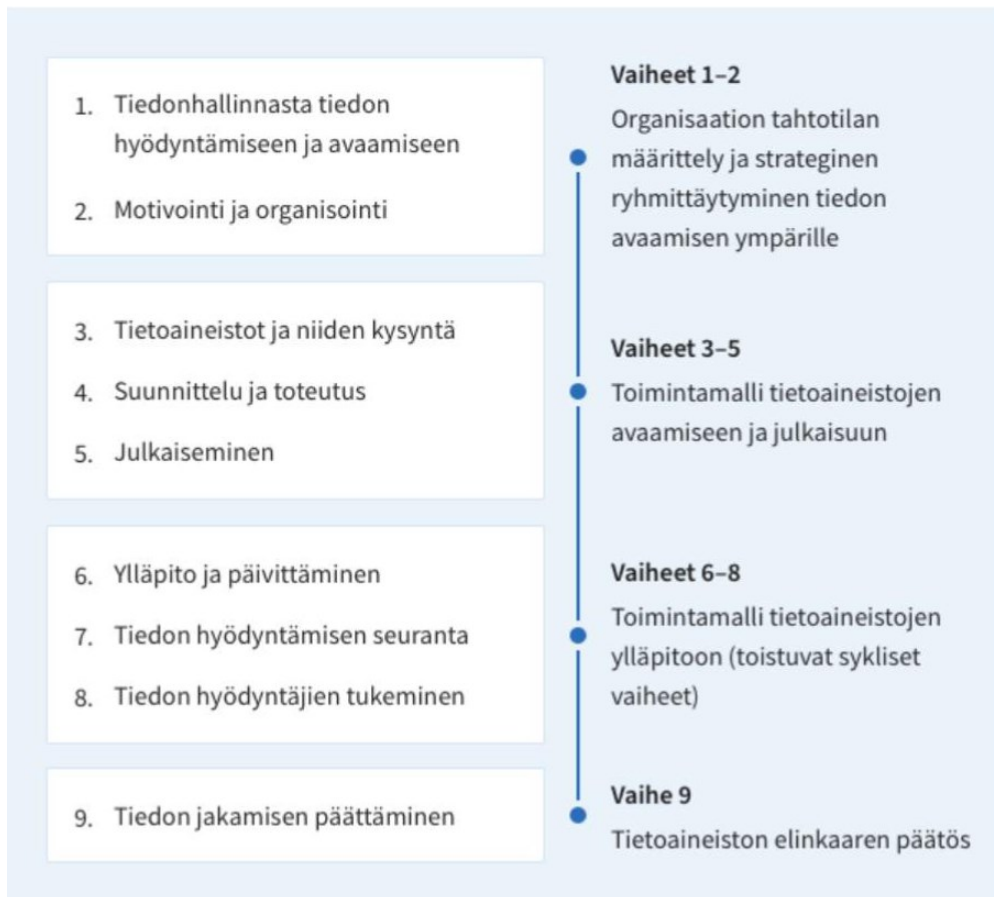 1. Tiedonhallinnasta tiedon
hyödyntämiseen ja avaamiseen
2. Motivointi ja organisointi
Vaiheet 1–2
Organisaation tahtotilan
määrittely ja strateginen
ryhmittäytyminen tiedon
avaamisen ympärille
3. Tietoaineistot ja niiden kysyntä
4. Suunnittelu ja toteutus
5. Julkaiseminen
Vaiheet 3–5
Toimintamalli tietoaineistojen
avaamiseen ja julkaisuun
6. Ylläpito ja päivittäminen
7. Tiedon hyödyntämisen seuranta
8. Tiedon hyödyntäjien tukeminen
Vaiheet 6–8
Toimintamalli tietoaineistojen
ylläpitoon (toistuvat sykliset
vaiheet)
9. Tiedon jakamisen päättäminen
Vaihe 9
Tietoaineiston elinkaaren päätös